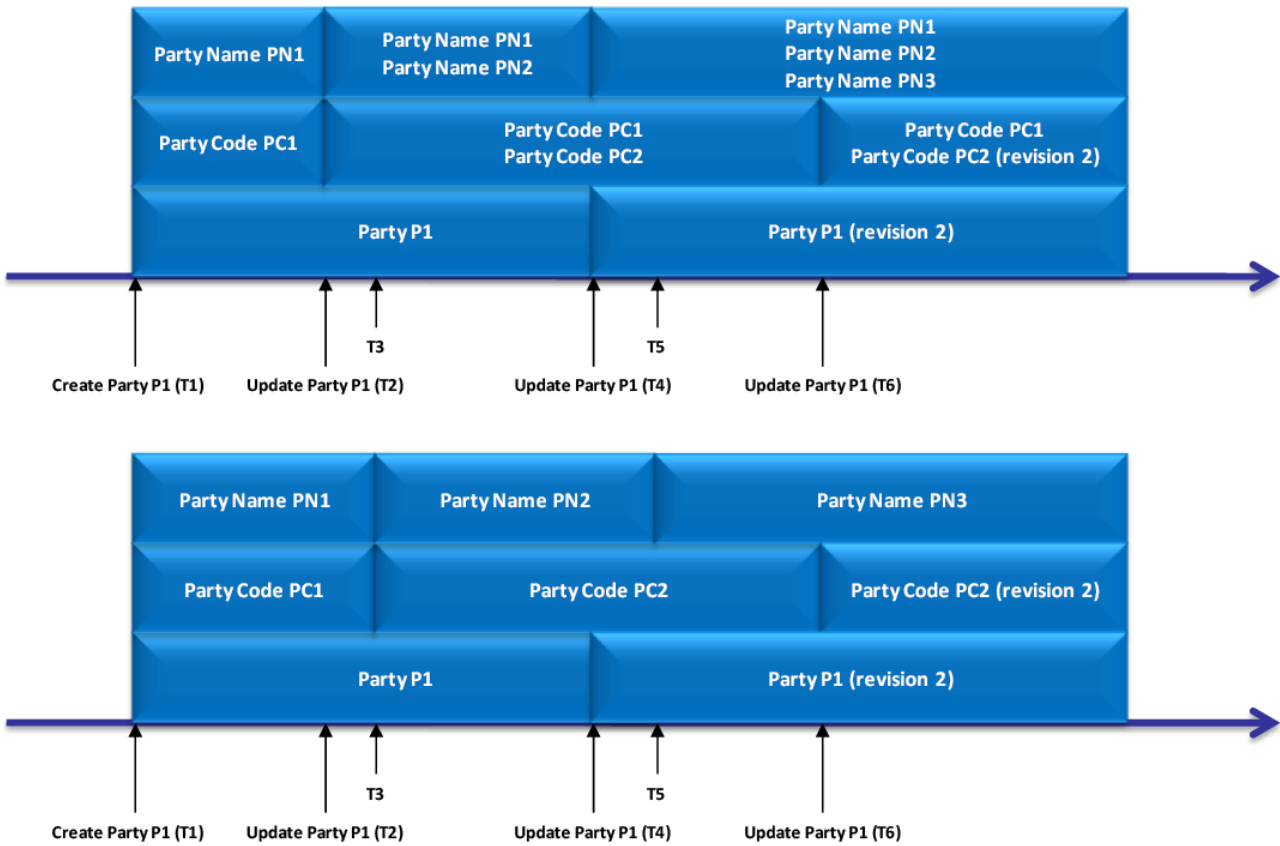 Party Name PN1
Party Name PN1
Party Name PN2
Party Name PN1
Party Name PN2
Party Name PN3
Party Code PC1
Party Code PC1
Party Code PC2
Party Code PC1
Party Code PC2 (revision 2)
Party P1
Party P1 (revision 2)
T3
T5
Create Party P1 (T1)
Update Party P1 (T2)
Update Party P1 (T4)
Update Party P1 (T6)
Party Name PN1
Party Name PN2
Party Name PN3
Party Code PC1
Party Code PC2
Party Code PC2 (revision 2)
Party P1
Party P1 (revision 2)
T3
T5
Create Party P1 (T1)
Update Party P1 (T2)
Update Party P1 (T4)
Update Party P1 (T6)